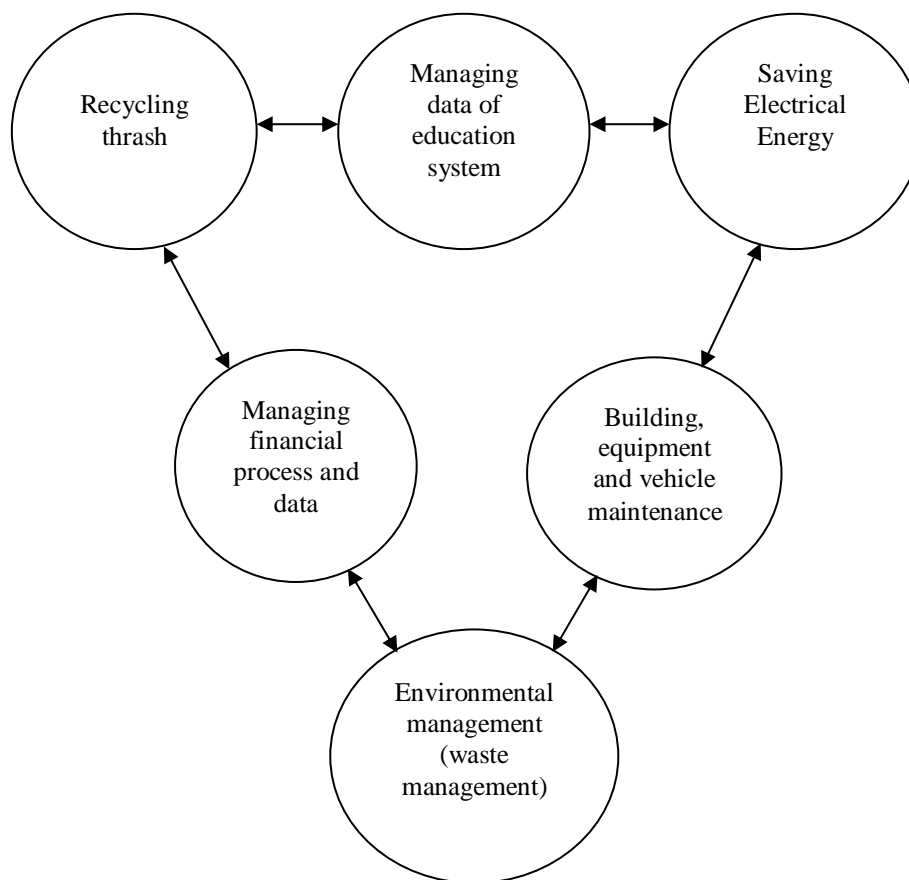 Recycling
thrash
Managing
data of
education
system
Saving
Electrical
Energy
Managing
financial
process and
data
Building,
equipment
and vehicle
maintenance
Environmental
management
(waste
management)